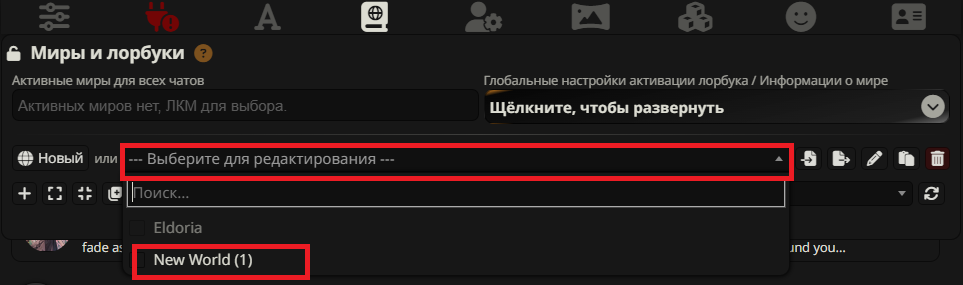 Миры и лорбуки ?
Активные миры для всех чатов
Глобальные настройки активации лорбука / Информации о мире
Активных миров нет, ЛКМ для выбора.
Щёлкните, чтобы развернуть
Новый или --- Выберите для редактирования ---
Поиск...
Eldoria
New World (1)
fade as
und you...